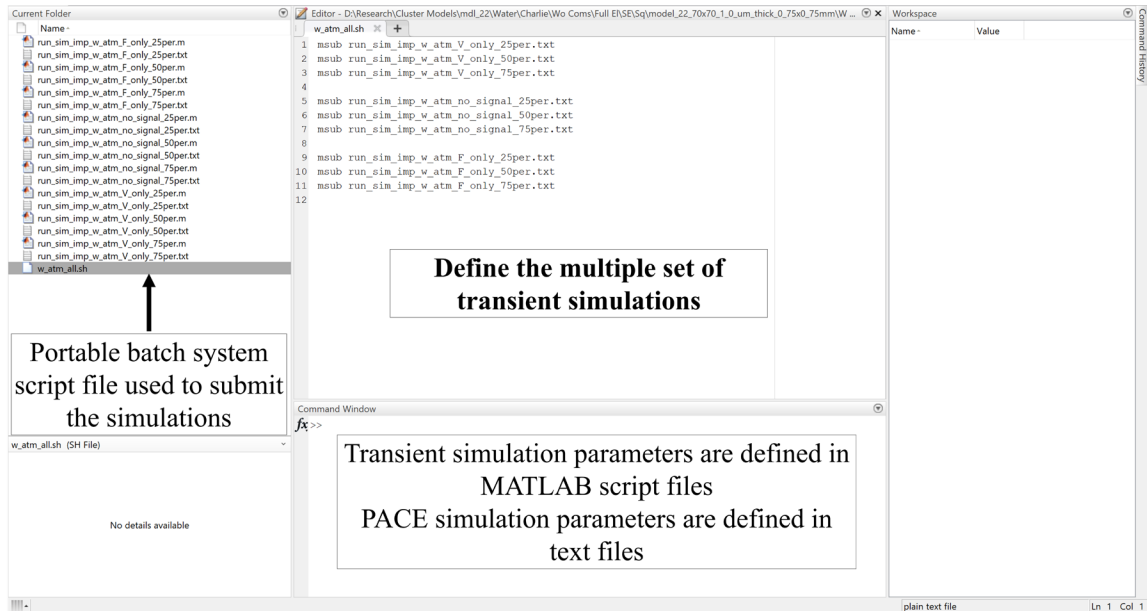 Current Folder
Name
run_sim_imp_w_atm_F_only_25per.m
run_sim_imp_w_atm_F_only_25per.txt
run_sim_imp_w_atm_F_only_50per.m
run_sim_imp_w_atm_F_only_50per.txt
run_sim_imp_w_atm_F_only_75per.m
run_sim_imp_w_atm_F_only_75per.txt
run_sim_imp_w_atm_no_signal_25per.m
run_sim_imp_w_atm_no_signal_25per.txt
run_sim_imp_w_atm_no_signal_50per.m
run_sim_imp_w_atm_no_signal_50per.txt
run_sim_imp_w_atm_no_signal_75per.m
run_sim_imp_w_atm_no_signal_75per.txt
run_sim_imp_w_atm_V_only_25per.m
run_sim_imp_w_atm_V_only_25per.txt
run_sim_imp_w_atm_V_only_50per.m
run_sim_imp_w_atm_V_only_50per.txt
run_sim_imp_w_atm_V_only_75per.m
run_sim_imp_w_atm_V_only_75per.txt
w_atm_all.sh
Portable batch system
script file used to submit
the simulations
w_atm_all.sh (SH File)
No details available
Editor - D:\Research\Cluster Models\mdl_22\Water\Charlie\Wo Coms\Full El\SE\Sq\model_22_70x70_1_0_um_thick_0_75x0_75mm\W ...
w_atm_all.sh
1 msub run_sim_imp_w_atm_V_only_25per.txt
2 msub run_sim_imp_w_atm_V_only_50per.txt
3 msub run_sim_imp_w_atm_V_only_75per.txt
4
5 msub run_sim_imp_w_atm_no_signal_25per.txt
6 msub run_sim_imp_w_atm_no_signal_50per.txt
7 msub run_sim_imp_w_atm_no_signal_75per.txt
8
9 msub run_sim_imp_w_atm_F_only_25per.txt
10 msub run_sim_imp_w_atm_F_only_50per.txt
11 msub run_sim_imp_w_atm_F_only_75per.txt
12
Define the multiple set of
transient simulations
Command Window
fx >>
Transient simulation parameters are defined in
MATLAB script files
PACE simulation parameters are defined in
text files
Workspace
Name Value
Command History
plain text file Ln 1 Col 1